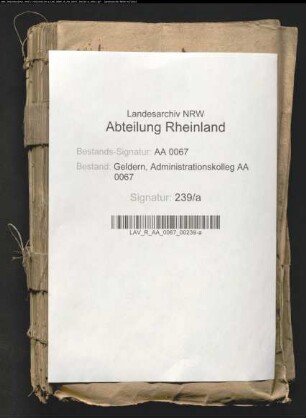 Landesarchiv NRW
Abteilung Rheinland
Bestands-Signatur: AA 0067
Bestand: Geldern, Administrationskolleg AA
0067
Signatur: 239/a
LAV_R_AA_0067_00239-a